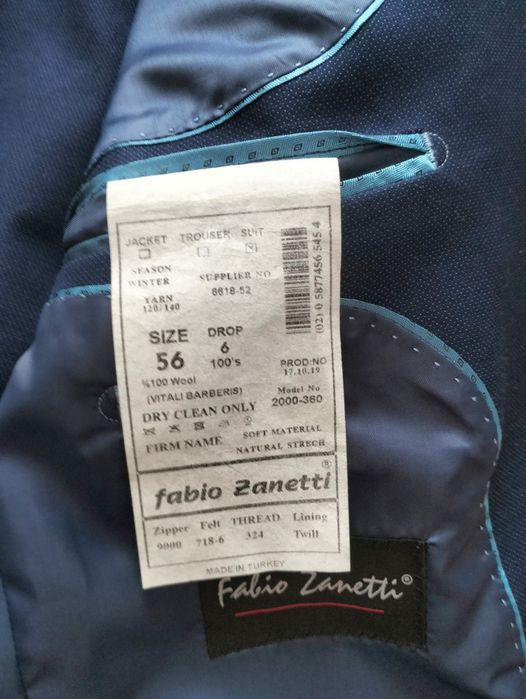 JACKET TROUSER SUIT
SEASON
WINTER
SUPPLIER NO
6618-52
YARN
120/140
SIZE
56
DROP
6
100's
(02) 0 5877456 545 4
PROD:NO
17.10.19
%100 Wool
(VITALI BARBERIS)
Model No
2000-360
DRY CLEAN ONLY
FIRM NAME
SOFT MATERIAL
NATURAL STRECH
fabio Zanetti®
Zipper Felt THREAD Lining
9000 718-6 324 Twill
MADE IN TURKEY
Fabio Zanetti®